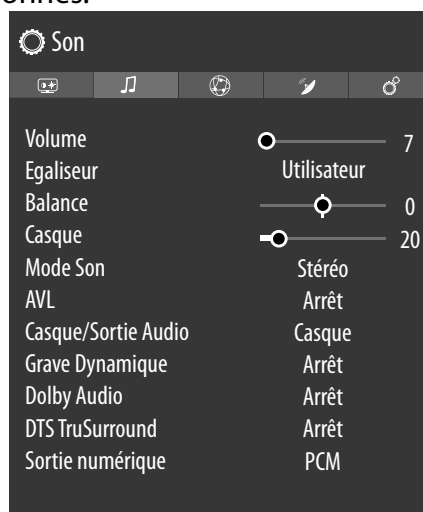 Son
Volume 7
Egaliseur Utilisateur
Balance 0
Casque 20
Mode Son Stéréo
AVL Arrêt
Casque/Sortie Audio Casque
Grave Dynamique Arrêt
Dolby Audio Arrêt
DTS TruSurround Arrêt
Sortie numérique PCM